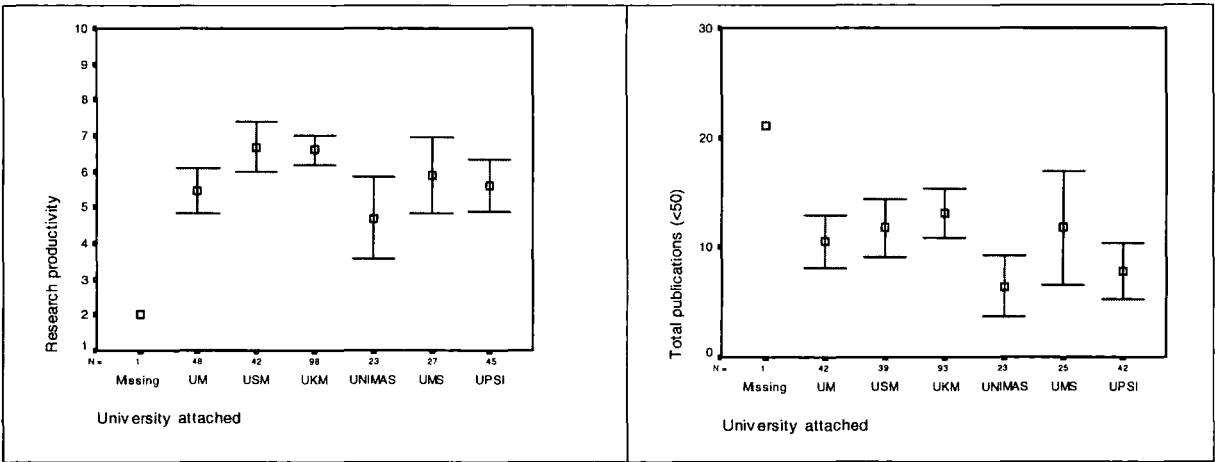 10
9
8
7
6
5
4
3
2
1
Research productivity
N = 1 48 42 98 23 27 45
Missing UM USM UKM UNIMAS UMS UPSI
University attached
30
20
10
0
Total publications (<50)
N = 1 42 39 93 23 25 42
Missing UM USM UKM UNIMAS UMS UPSI
University attached